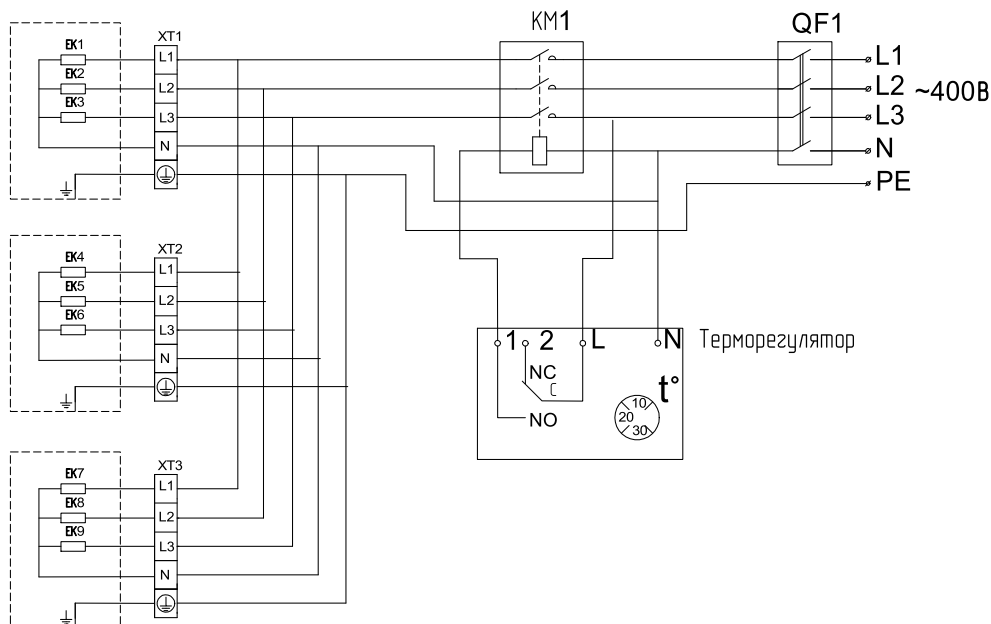 KM1
QF1
XT1
EK1
L1
EK2
L2
EK3
L3
N
L1
L2
~400В
L3
N
PE
XT2
EK4
L1
EK5
L2
EK6
L3
N
1
2
L
N
Терморегулятор
NC
C
NO
t°
10
20
30
XT3
EK7
L1
EK8
L2
EK9
L3
N